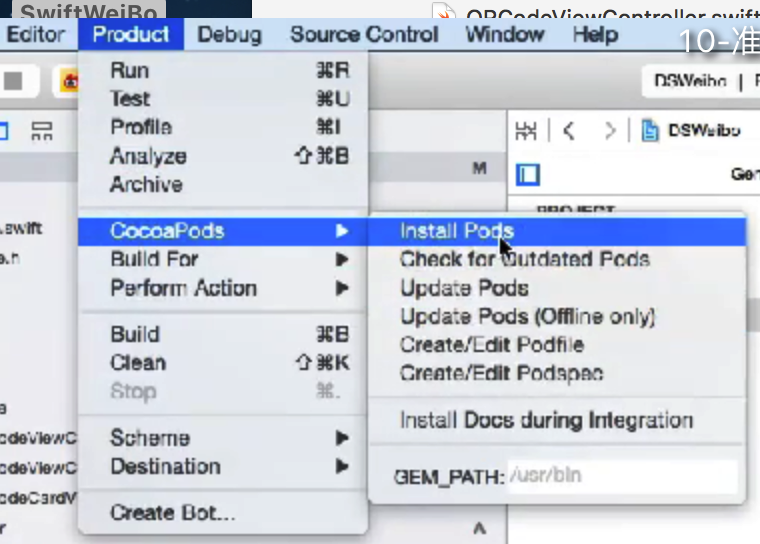 SwiftWeiBo
QRCodeViewController.swift
Editor Product Debug Source Control Window Help
10-准
Run ⌘R
DSWeibo
Test ⌘U
Profile ⌘I
DSWeibo
Analyze ⇧⌘B
Archive M
Gen
PROJECT
.swift CocoaPods ▶ Install Pods
e.h Build For ▶ Check for Outdated Pods
Perform Action ▶ Update Pods
Update Pods (Offline only)
Build ⌘B
Create/Edit Podfile
Clean ⇧⌘K
Create/Edit Podspec
Stop ⌘.
Install Docs during Integration
odeViewC Scheme ▶
odeViewC Destination ▶ GEM_PATH: /usr/bin
odeCardV
Create Bot...
r A